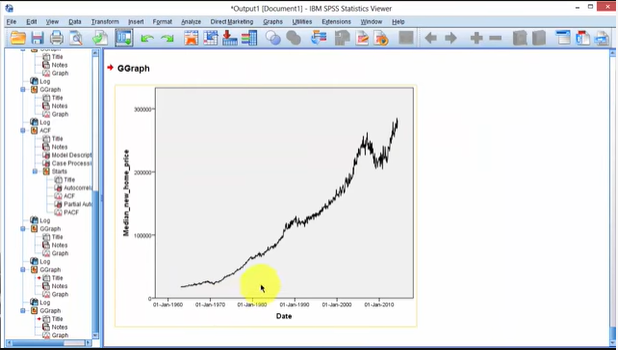 *Output1 [Document1] - IBM SPSS Statistics Viewer
File Edit View Data Transform Insert Format Analyze Direct Marketing Graphs Utilities Extensions Window Help
Title
Notes
Graph
Log
GGraph
Title
Notes
Graph
Log
ACF
Title
Notes
Model Descript
Case Processi
Starts
Title
Autocorrela
ACF
Partial Aut
PACF
Log
GGraph
Title
Notes
Graph
Log
GGraph
Title
Notes
Graph
Log
GGraph
Title
Notes
Graph
GGraph
Median_new_home_price
300000
200000
100000
0
01-Jan-1960 01-Jan-1970 01-Jan-1980 01-Jan-1990 01-Jan-2000 01-Jan-2010
Date